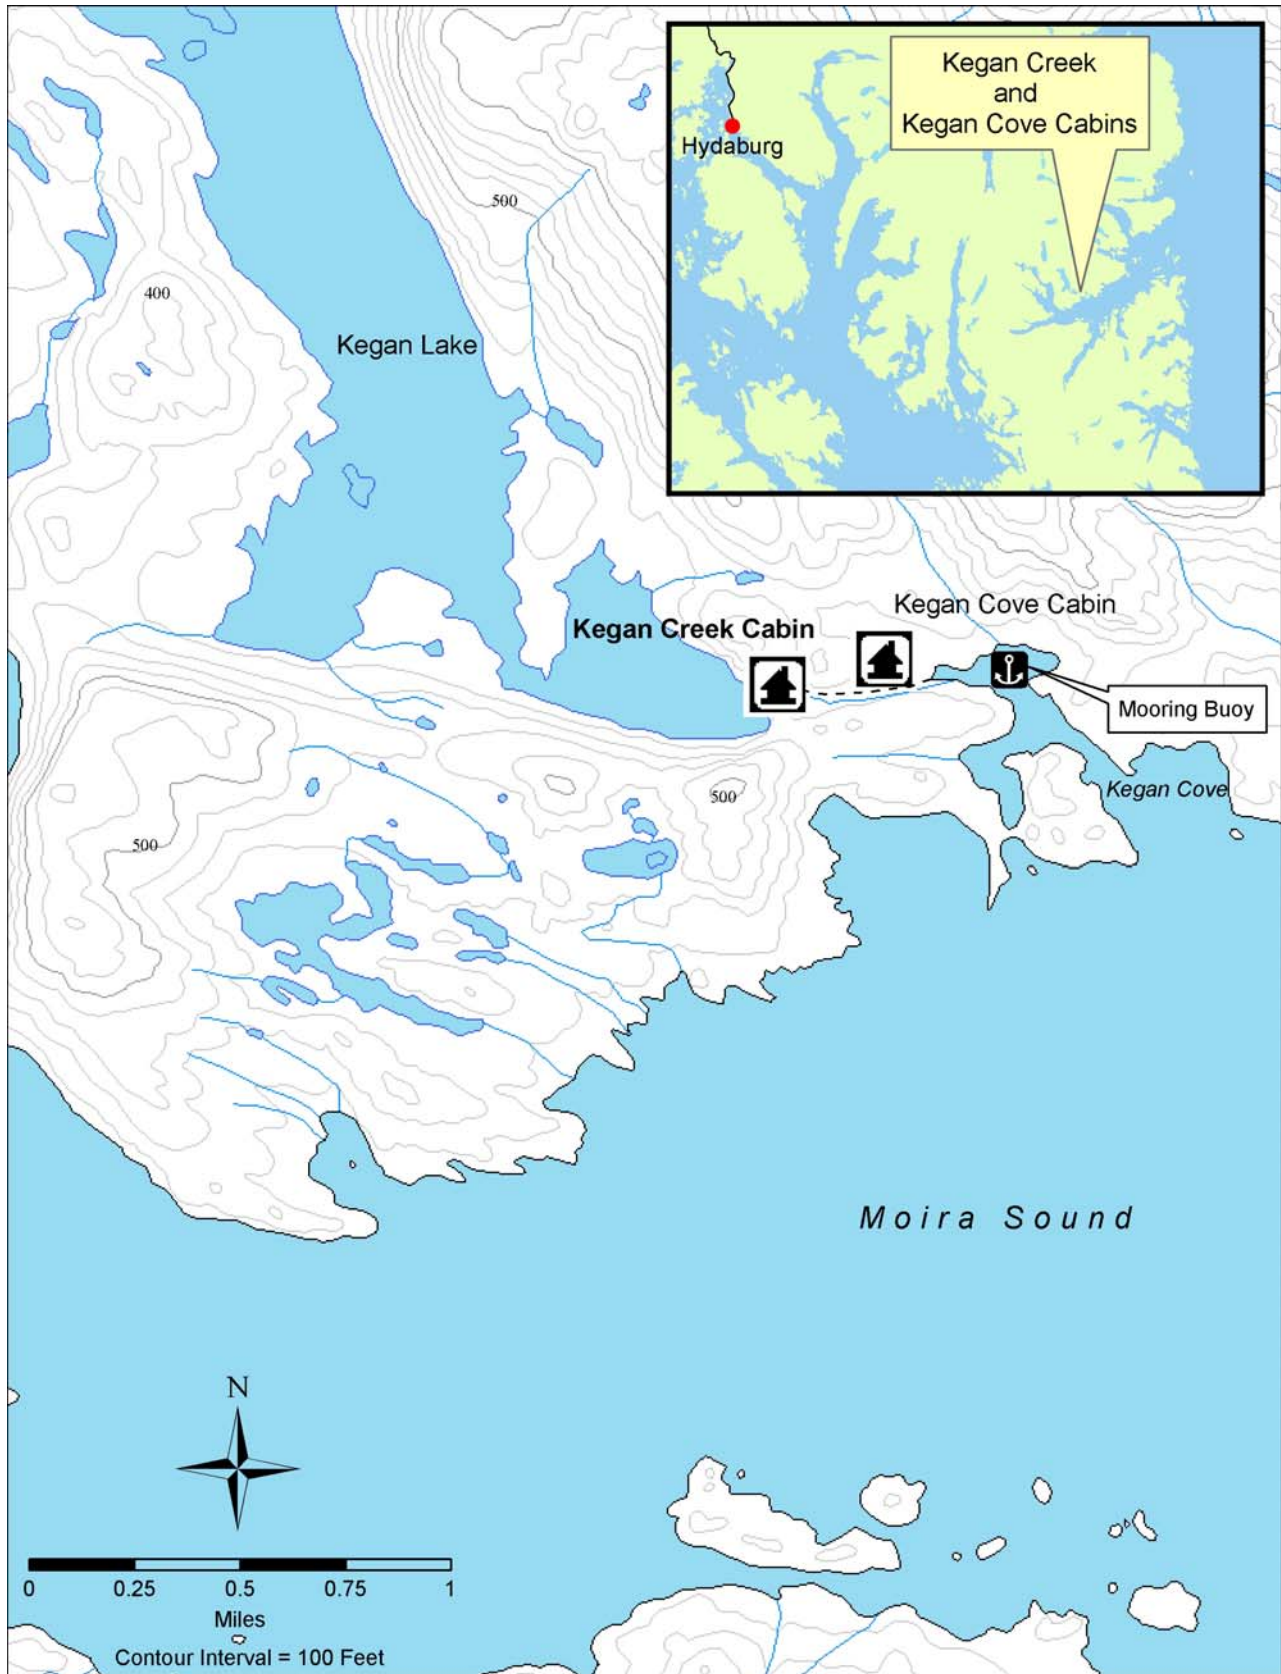 Kegan Creek
and
Kegan Cove Cabins
Hydaburg
500
400
Kegan Lake
Kegan Cove Cabin
Kegan Creek Cabin
Mooring Buoy
Kegan Cove
500
500
Moira Sound
N
0 0.25 0.5 0.75 1
Miles
Contour Interval = 100 Feet